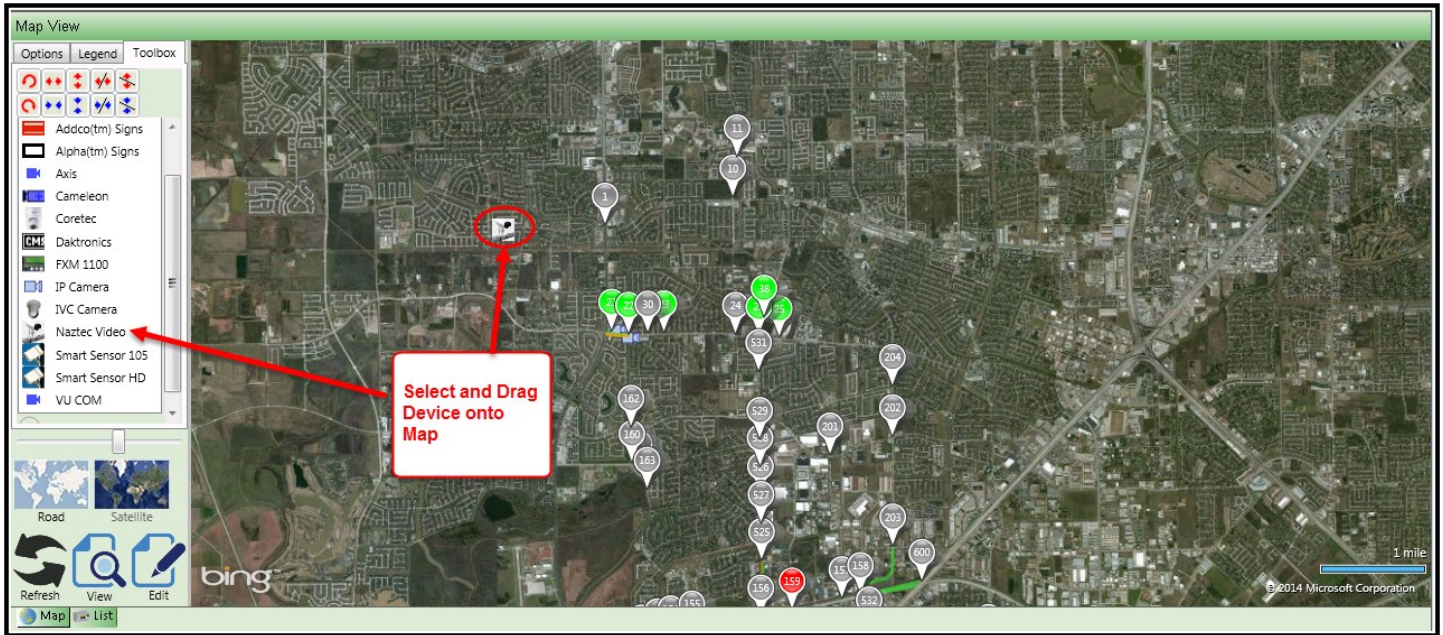 Map View
Options Legend Toolbox
Addco(tm) Signs
Alpha(tm) Signs
Axis
Cameleon
Coretec
CMS Daktronics
FXM 1100
IP Camera
IVC Camera
Naztec Video
Smart Sensor 105
Smart Sensor HD
VU COM
Road Satellite
Refresh View Edit
Map List
Select and Drag
Device onto
Map
11
10
1
38
22
30
24
25
531
204
162
529
202
201
160
163
527
525
203
600
158
156
159
155
532
bing
1 mile
© 2014 Microsoft Corporation